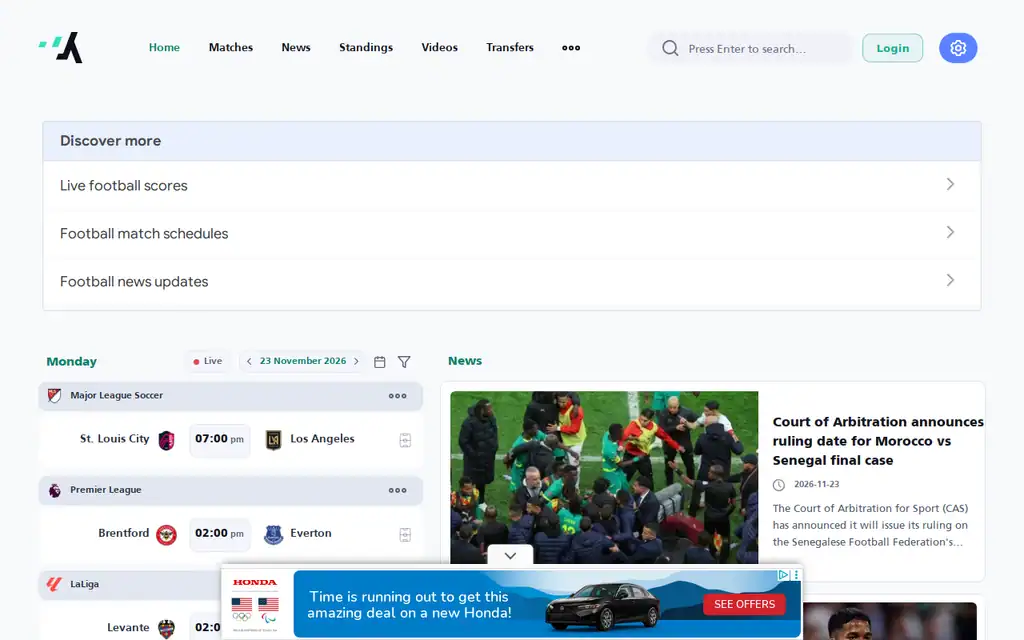 Home
Matches
News
Standings
Videos
Transfers
Press Enter to search...
Login
Discover more
Live football scores
Football match schedules
Football news updates
Monday
Live
23 November 2026
News
Major League Soccer
St. Louis City
07:00 pm
Los Angeles
Premier League
Brentford
02:00 pm
Everton
LaLiga
Levante
02:0
Court of Arbitration announces
ruling date for Morocco vs
Senegal final case
2026-11-23
The Court of Arbitration for Sport (CAS)
has announced it will issue its ruling on
the Senegalese Football Federation's...
HONDA
Time is running out to get this
amazing deal on a new Honda!
SEE OFFERS